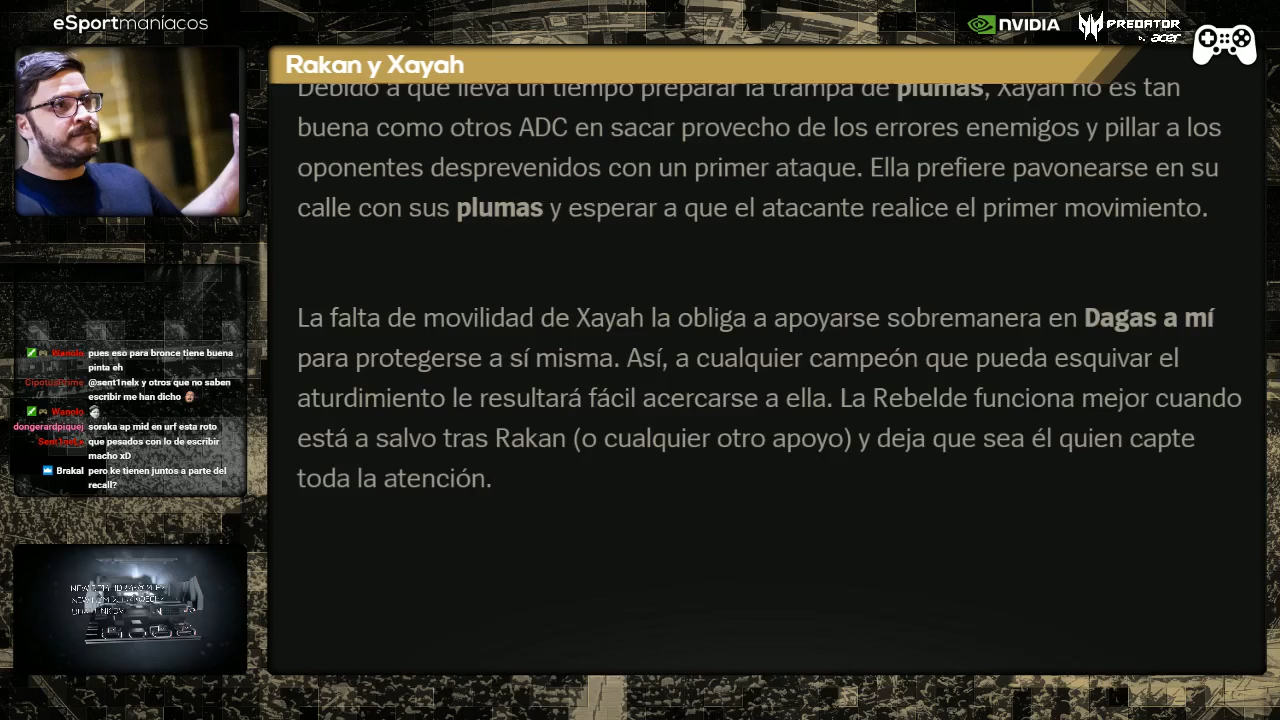 eSportmaníacos
NVIDIA
PREDATOR
acer
Rakan y Xayah
Debido a que lleva un tiempo preparar la trampa de plumas, Xayah no es tan
buena como otros ADC en sacar provecho de los errores enemigos y pillar a los
oponentes desprevenidos con un primer ataque. Ella prefiere pavonearse en su
calle con sus plumas y esperar a que el atacante realice el primer movimiento.
La falta de movilidad de Xayah la obliga a apoyarse sobremanera en Dagas a mí
para protegerse a sí misma. Así, a cualquier campeón que pueda esquivar el
aturdimiento le resultará fácil acercarse a ella. La Rebelde funciona mejor cuando
está a salvo tras Rakan (o cualquier otro apoyo) y deja que sea él quien capte
toda la atención.
Wanolo pues eso para bronce tiene buena
pinta eh
@sent1nelx y otros que no saben
escribir me han dicho
Wanolo
dongerardpiquej soraka ap mid en urf esta roto
Sent1nelx que pesados con lo de escribir
macho xD
Brakal pero ke tienen juntos a parte del
recall?